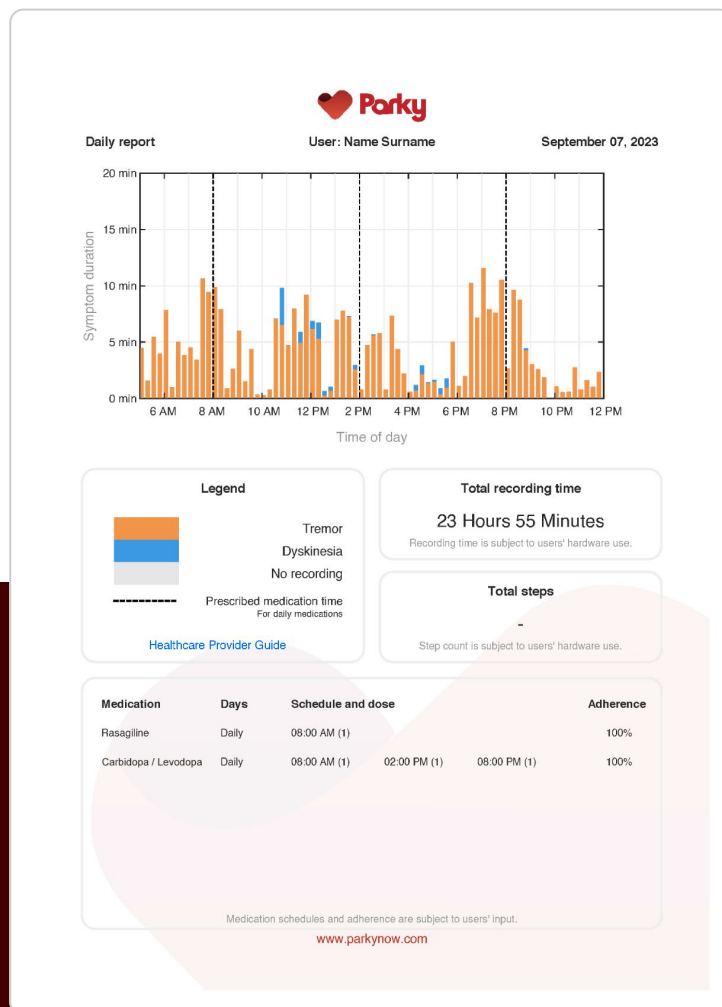 Parky
Daily report User: Name Surname September 07, 2023
20 min
15 min
10 min
5 min
0 min
Symptom duration
6 AM 8 AM 10 AM 12 PM 2 PM 4 PM 6 PM 8 PM 10 PM 12 PM
Time of day
Legend
Tremor
Dyskinesia
No recording
Prescribed medication time
For daily medications
Healthcare Provider Guide
Total recording time
23 Hours 55 Minutes
Recording time is subject to users' hardware use.
Total steps
-
Step count is subject to users' hardware use.
Medication Days Schedule and dose Adherence
Rasagiline Daily 08:00 AM (1) 100%
Carbidopa / Levodopa Daily 08:00 AM (1) 02:00 PM (1) 08:00 PM (1) 100%
Medication schedules and adherence are subject to users' input.
www.parkynow.com